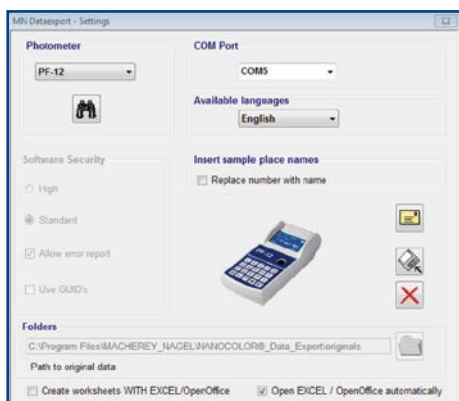 MN Dataexport - Settings
Photometer
PF-12
COM Port
COM5
Available languages
English
Software Security
High
Standard
Allow error report
Use GUID's
Insert sample place names
Replace number with name
PF-12
Folders
C:\Program Files\MACHEREY_NAGEL\NANOCOLOR®_Data_Export\originals
Path to original data
Create worksheets WITH EXCEL/OpenOffice
Open EXCEL / OpenOffice automatically